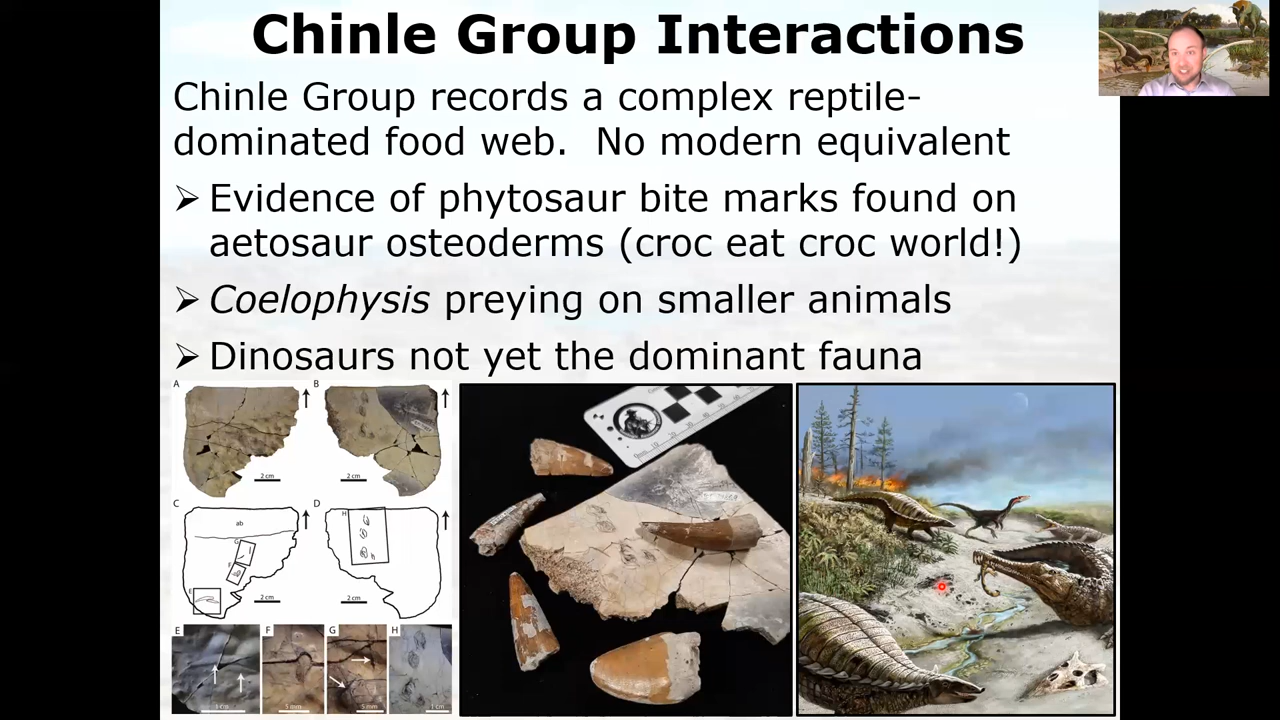 Chinle Group Interactions
Chinle Group records a complex reptile-
dominated food web.  No modern equivalent
➢ Evidence of phytosaur bite marks found on
aetosaur osteoderms (croc eat croc world!)
➢ Coelophysis preying on smaller animals
➢ Dinosaurs not yet the dominant fauna
A B
2 cm 2 cm
C D
ab H
G
F
E
2 cm 2 cm
E F G H
1 cm 5 mm 5 mm 1 cm